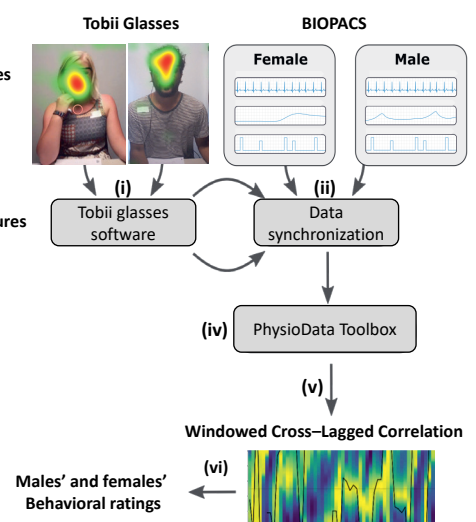 Tobii Glasses
BIOPACS
Female
Male
es
(i)
(ii)
Tobii glasses
software
Data
synchronization
ures
(iv)
PhysioData Toolbox
(v)
Windowed Cross–Lagged Correlation
(vi)
Males’ and females’
Behavioral ratings